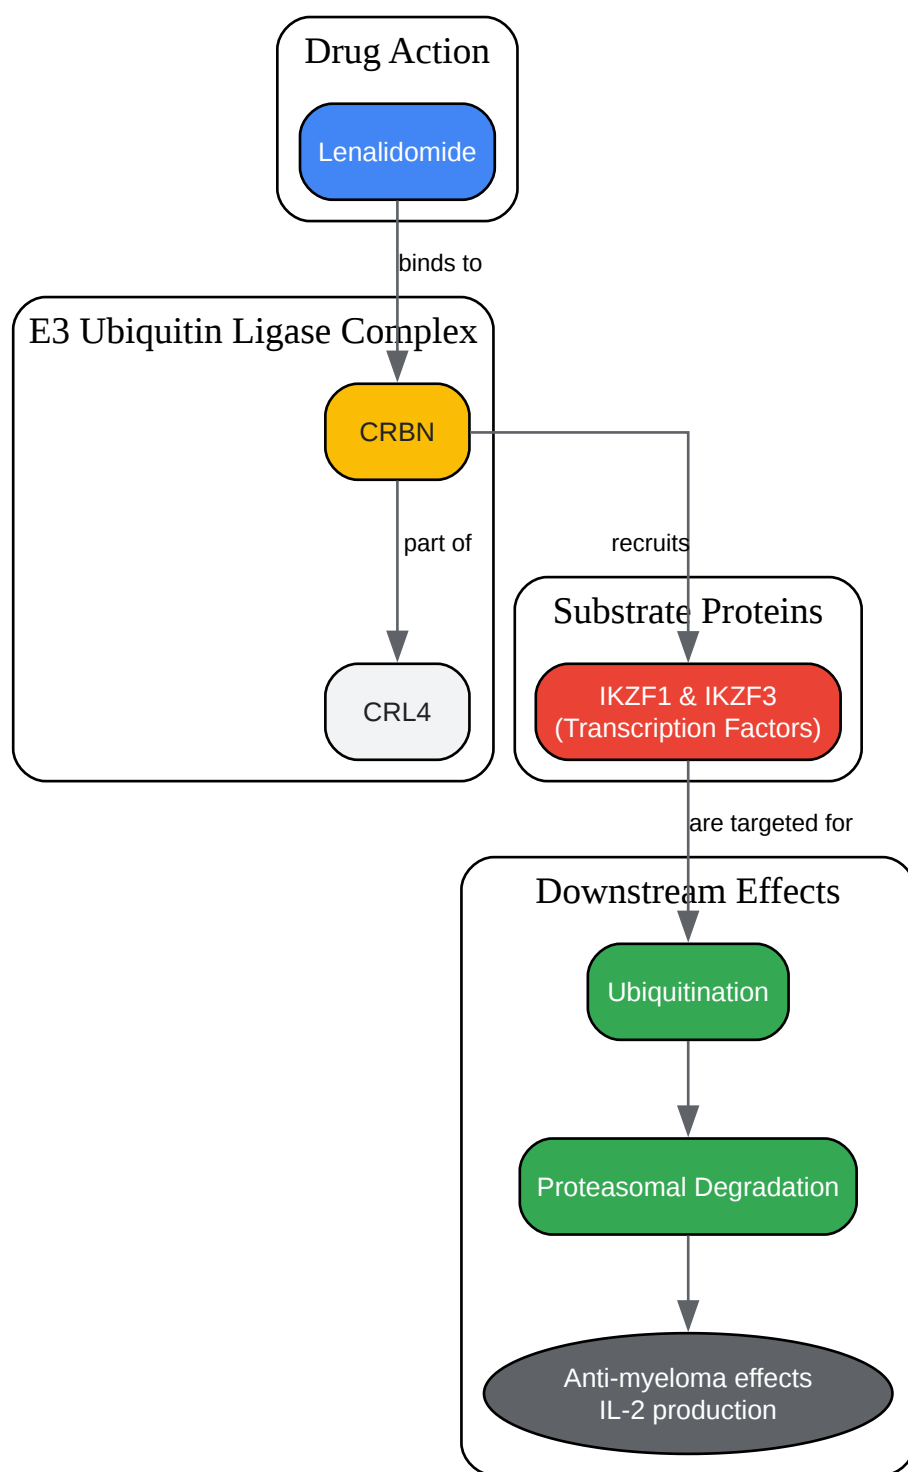 Drug Action
Lenalidomide
binds to
E3 Ubiquitin Ligase Complex
CRBN
part of
recruits
Substrate Proteins
CRL4
IKZF1 & IKZF3
(Transcription Factors)
are targeted for
Downstream Effects
Ubiquitination
Proteasomal Degradation
Anti-myeloma effects
IL-2 production